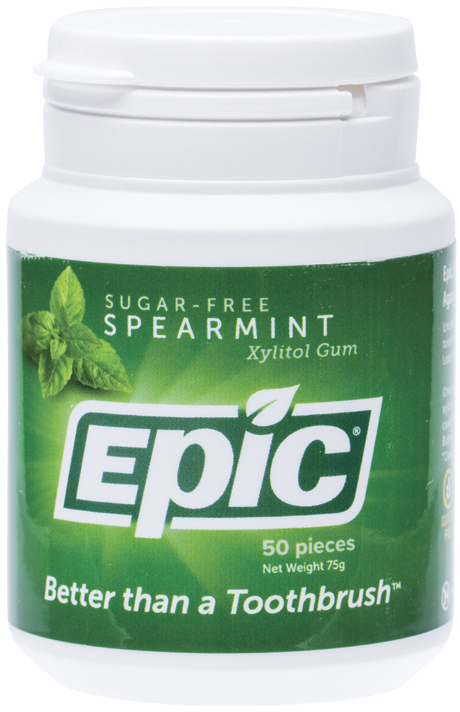 SUGAR-FREE
SPEARMINT
Xylitol Gum
Epic®
50 pieces
Net Weight 75g
Better than a Toothbrush™